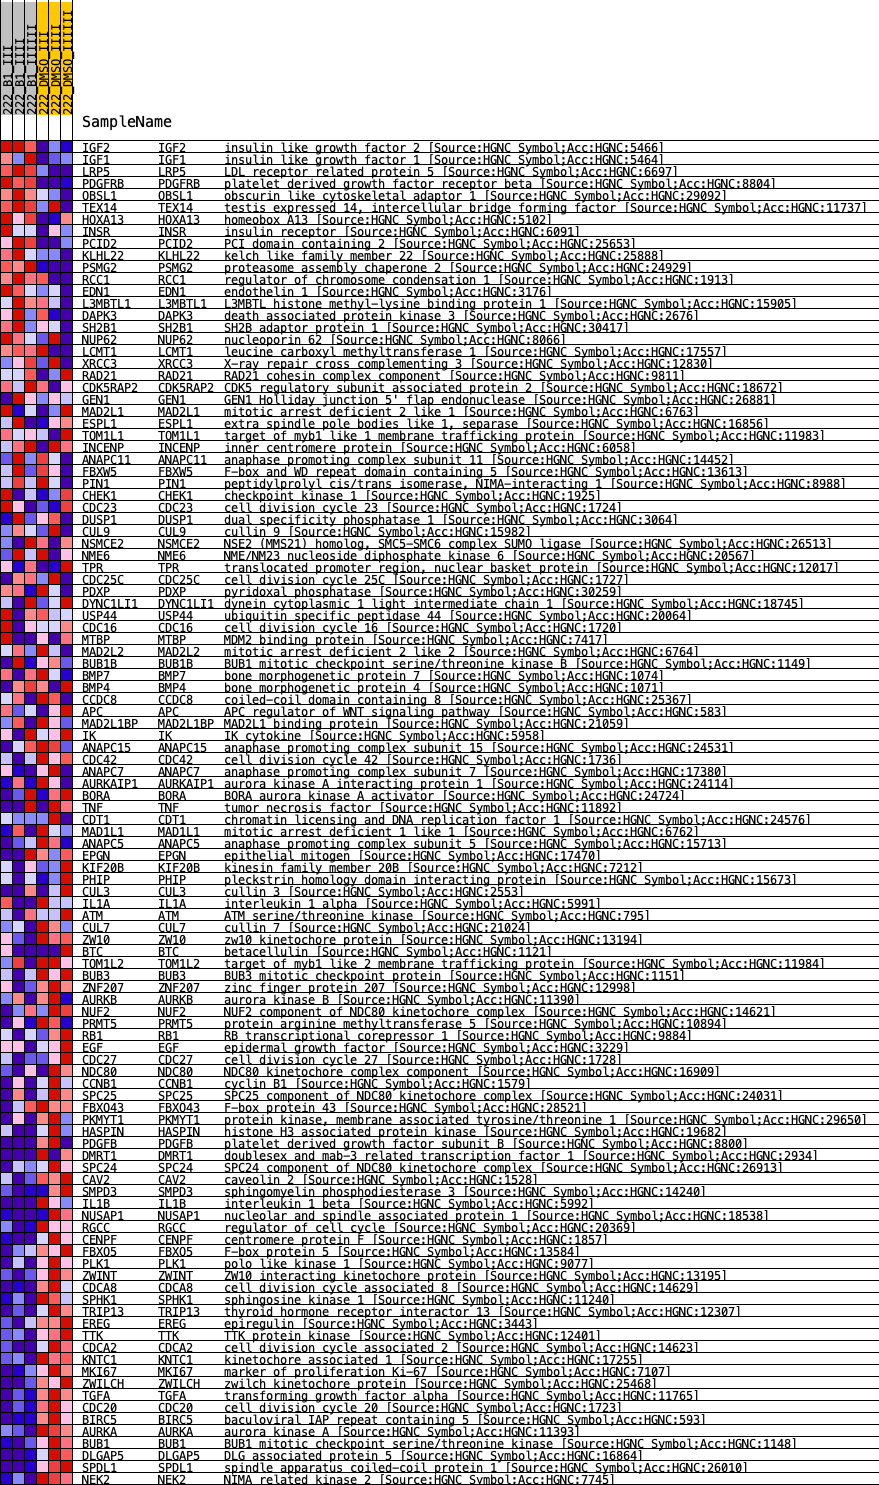 222_B1_III
222_B1_IIII
222_B1_IIIIII
222_DMSO_III
222_DMSO_IIII
222_DMSO_IIIIII
SampleName
IGF2 IGF2 insulin like growth factor 2 [Source:HGNC Symbol;Acc:HGNC:5466]
IGF1 IGF1 insulin like growth factor 1 [Source:HGNC Symbol;Acc:HGNC:5464]
LRP5 LRP5 LDL receptor related protein 5 [Source:HGNC Symbol;Acc:HGNC:6697]
PDGFRB PDGFRB platelet derived growth factor receptor beta [Source:HGNC Symbol;Acc:HGNC:8804]
OBSL1 OBSL1 obscurin like cytoskeletal adaptor 1 [Source:HGNC Symbol;Acc:HGNC:29092]
TEX14 TEX14 testis expressed 14, intercellular bridge forming factor [Source:HGNC Symbol;Acc:HGNC:11737]
HOXA13 HOXA13 homeobox A13 [Source:HGNC Symbol;Acc:HGNC:5102]
INSR INSR insulin receptor [Source:HGNC Symbol;Acc:HGNC:6091]
PCID2 PCID2 PCI domain containing 2 [Source:HGNC Symbol;Acc:HGNC:25653]
KLHL22 KLHL22 kelch like family member 22 [Source:HGNC Symbol;Acc:HGNC:25888]
PSMG2 PSMG2 proteasome assembly chaperone 2 [Source:HGNC Symbol;Acc:HGNC:24929]
RCC1 RCC1 regulator of chromosome condensation 1 [Source:HGNC Symbol;Acc:HGNC:1913]
EDN1 EDN1 endothelin 1 [Source:HGNC Symbol;Acc:HGNC:3176]
L3MBTL1 L3MBTL1 L3MBTL histone methyl-lysine binding protein 1 [Source:HGNC Symbol;Acc:HGNC:15905]
DAPK3 DAPK3 death associated protein kinase 3 [Source:HGNC Symbol;Acc:HGNC:2676]
SH2B1 SH2B1 SH2B adaptor protein 1 [Source:HGNC Symbol;Acc:HGNC:30417]
NUP62 NUP62 nucleoporin 62 [Source:HGNC Symbol;Acc:HGNC:8066]
LCMT1 LCMT1 leucine carboxyl methyltransferase 1 [Source:HGNC Symbol;Acc:HGNC:17557]
XRCC3 XRCC3 X-ray repair cross complementing 3 [Source:HGNC Symbol;Acc:HGNC:12830]
RAD21 RAD21 RAD21 cohesin complex component [Source:HGNC Symbol;Acc:HGNC:9811]
CDK5RAP2 CDK5RAP2 CDK5 regulatory subunit associated protein 2 [Source:HGNC Symbol;Acc:HGNC:18672]
GEN1 GEN1 GEN1 Holliday junction 5' flap endonuclease [Source:HGNC Symbol;Acc:HGNC:26881]
MAD2L1 MAD2L1 mitotic arrest deficient 2 like 1 [Source:HGNC Symbol;Acc:HGNC:6763]
ESPL1 ESPL1 extra spindle pole bodies like 1, separase [Source:HGNC Symbol;Acc:HGNC:16856]
TOM1L1 TOM1L1 target of myb1 like 1 membrane trafficking protein [Source:HGNC Symbol;Acc:HGNC:11983]
INCENP INCENP inner centromere protein [Source:HGNC Symbol;Acc:HGNC:6058]
ANAPC11 ANAPC11 anaphase promoting complex subunit 11 [Source:HGNC Symbol;Acc:HGNC:14452]
FBXW5 FBXW5 F-box and WD repeat domain containing 5 [Source:HGNC Symbol;Acc:HGNC:13613]
PIN1 PIN1 peptidylprolyl cis/trans isomerase, NIMA-interacting 1 [Source:HGNC Symbol;Acc:HGNC:8988]
CHEK1 CHEK1 checkpoint kinase 1 [Source:HGNC Symbol;Acc:HGNC:1925]
CDC23 CDC23 cell division cycle 23 [Source:HGNC Symbol;Acc:HGNC:1724]
DUSP1 DUSP1 dual specificity phosphatase 1 [Source:HGNC Symbol;Acc:HGNC:3064]
CUL9 CUL9 cullin 9 [Source:HGNC Symbol;Acc:HGNC:15982]
NSMCE2 NSMCE2 NSE2 (MMS21) homolog, SMC5-SMC6 complex SUMO ligase [Source:HGNC Symbol;Acc:HGNC:26513]
NME6 NME6 NME/NM23 nucleoside diphosphate kinase 6 [Source:HGNC Symbol;Acc:HGNC:20567]
TPR TPR translocated promoter region, nuclear basket protein [Source:HGNC Symbol;Acc:HGNC:12017]
CDC25C CDC25C cell division cycle 25C [Source:HGNC Symbol;Acc:HGNC:1727]
PDXP PDXP pyridoxal phosphatase [Source:HGNC Symbol;Acc:HGNC:30259]
DYNC1LI1 DYNC1LI1 dynein cytoplasmic 1 light intermediate chain 1 [Source:HGNC Symbol;Acc:HGNC:18745]
USP44 USP44 ubiquitin specific peptidase 44 [Source:HGNC Symbol;Acc:HGNC:20064]
CDC16 CDC16 cell division cycle 16 [Source:HGNC Symbol;Acc:HGNC:1720]
MTBP MTBP MDM2 binding protein [Source:HGNC Symbol;Acc:HGNC:7417]
MAD2L2 MAD2L2 mitotic arrest deficient 2 like 2 [Source:HGNC Symbol;Acc:HGNC:6764]
BUB1B BUB1B BUB1 mitotic checkpoint serine/threonine kinase B [Source:HGNC Symbol;Acc:HGNC:1149]
BMP7 BMP7 bone morphogenetic protein 7 [Source:HGNC Symbol;Acc:HGNC:1074]
BMP4 BMP4 bone morphogenetic protein 4 [Source:HGNC Symbol;Acc:HGNC:1071]
CCDC8 CCDC8 coiled-coil domain containing 8 [Source:HGNC Symbol;Acc:HGNC:25367]
APC APC APC regulator of WNT signaling pathway [Source:HGNC Symbol;Acc:HGNC:583]
MAD2L1BP MAD2L1BP MAD2L1 binding protein [Source:HGNC Symbol;Acc:HGNC:21059]
IK IK IK cytokine [Source:HGNC Symbol;Acc:HGNC:5958]
ANAPC15 ANAPC15 anaphase promoting complex subunit 15 [Source:HGNC Symbol;Acc:HGNC:24531]
CDC42 CDC42 cell division cycle 42 [Source:HGNC Symbol;Acc:HGNC:1736]
ANAPC7 ANAPC7 anaphase promoting complex subunit 7 [Source:HGNC Symbol;Acc:HGNC:17380]
AURKAIP1 AURKAIP1 aurora kinase A interacting protein 1 [Source:HGNC Symbol;Acc:HGNC:24114]
BORA BORA BORA aurora kinase A activator [Source:HGNC Symbol;Acc:HGNC:24724]
TNF TNF tumor necrosis factor [Source:HGNC Symbol;Acc:HGNC:11892]
CDT1 CDT1 chromatin licensing and DNA replication factor 1 [Source:HGNC Symbol;Acc:HGNC:24576]
MAD1L1 MAD1L1 mitotic arrest deficient 1 like 1 [Source:HGNC Symbol;Acc:HGNC:6762]
ANAPC5 ANAPC5 anaphase promoting complex subunit 5 [Source:HGNC Symbol;Acc:HGNC:15713]
EPGN EPGN epithelial mitogen [Source:HGNC Symbol;Acc:HGNC:17470]
KIF20B KIF20B kinesin family member 20B [Source:HGNC Symbol;Acc:HGNC:7212]
PHIP PHIP pleckstrin homology domain interacting protein [Source:HGNC Symbol;Acc:HGNC:15673]
CUL3 CUL3 cullin 3 [Source:HGNC Symbol;Acc:HGNC:2553]
IL1A IL1A interleukin 1 alpha [Source:HGNC Symbol;Acc:HGNC:5991]
ATM ATM ATM serine/threonine kinase [Source:HGNC Symbol;Acc:HGNC:795]
CUL7 CUL7 cullin 7 [Source:HGNC Symbol;Acc:HGNC:21024]
ZW10 ZW10 zw10 kinetochore protein [Source:HGNC Symbol;Acc:HGNC:13194]
BTC BTC betacellulin [Source:HGNC Symbol;Acc:HGNC:1121]
TOM1L2 TOM1L2 target of myb1 like 2 membrane trafficking protein [Source:HGNC Symbol;Acc:HGNC:11984]
BUB3 BUB3 BUB3 mitotic checkpoint protein [Source:HGNC Symbol;Acc:HGNC:1151]
ZNF207 ZNF207 zinc finger protein 207 [Source:HGNC Symbol;Acc:HGNC:12998]
AURKB AURKB aurora kinase B [Source:HGNC Symbol;Acc:HGNC:11390]
NUF2 NUF2 NUF2 component of NDC80 kinetochore complex [Source:HGNC Symbol;Acc:HGNC:14621]
PRMT5 PRMT5 protein arginine methyltransferase 5 [Source:HGNC Symbol;Acc:HGNC:10894]
RB1 RB1 RB transcriptional corepressor 1 [Source:HGNC Symbol;Acc:HGNC:9884]
EGF EGF epidermal growth factor [Source:HGNC Symbol;Acc:HGNC:3229]
CDC27 CDC27 cell division cycle 27 [Source:HGNC Symbol;Acc:HGNC:1728]
NDC80 NDC80 NDC80 kinetochore complex component [Source:HGNC Symbol;Acc:HGNC:16909]
CCNB1 CCNB1 cyclin B1 [Source:HGNC Symbol;Acc:HGNC:1579]
SPC25 SPC25 SPC25 component of NDC80 kinetochore complex [Source:HGNC Symbol;Acc:HGNC:24031]
FBXO43 FBXO43 F-box protein 43 [Source:HGNC Symbol;Acc:HGNC:28521]
PKMYT1 PKMYT1 protein kinase, membrane associated tyrosine/threonine 1 [Source:HGNC Symbol;Acc:HGNC:29650]
HASPIN HASPIN histone H3 associated protein kinase [Source:HGNC Symbol;Acc:HGNC:19682]
PDGFB PDGFB platelet derived growth factor subunit B [Source:HGNC Symbol;Acc:HGNC:8800]
DMRT1 DMRT1 doublesex and mab-3 related transcription factor 1 [Source:HGNC Symbol;Acc:HGNC:2934]
SPC24 SPC24 SPC24 component of NDC80 kinetochore complex [Source:HGNC Symbol;Acc:HGNC:26913]
CAV2 CAV2 caveolin 2 [Source:HGNC Symbol;Acc:HGNC:1528]
SMPD3 SMPD3 sphingomyelin phosphodiesterase 3 [Source:HGNC Symbol;Acc:HGNC:14240]
IL1B IL1B interleukin 1 beta [Source:HGNC Symbol;Acc:HGNC:5992]
NUSAP1 NUSAP1 nucleolar and spindle associated protein 1 [Source:HGNC Symbol;Acc:HGNC:18538]
RGCC RGCC regulator of cell cycle [Source:HGNC Symbol;Acc:HGNC:20369]
CENPF CENPF centromere protein F [Source:HGNC Symbol;Acc:HGNC:1857]
FBXO5 FBXO5 F-box protein 5 [Source:HGNC Symbol;Acc:HGNC:13584]
PLK1 PLK1 polo like kinase 1 [Source:HGNC Symbol;Acc:HGNC:9077]
ZWINT ZWINT ZW10 interacting kinetochore protein [Source:HGNC Symbol;Acc:HGNC:13195]
CDCA8 CDCA8 cell division cycle associated 8 [Source:HGNC Symbol;Acc:HGNC:14629]
SPHK1 SPHK1 sphingosine kinase 1 [Source:HGNC Symbol;Acc:HGNC:11240]
TRIP13 TRIP13 thyroid hormone receptor interactor 13 [Source:HGNC Symbol;Acc:HGNC:12307]
EREG EREG epiregulin [Source:HGNC Symbol;Acc:HGNC:3443]
TTK TTK TTK protein kinase [Source:HGNC Symbol;Acc:HGNC:12401]
CDCA2 CDCA2 cell division cycle associated 2 [Source:HGNC Symbol;Acc:HGNC:14623]
KNTC1 KNTC1 kinetochore associated 1 [Source:HGNC Symbol;Acc:HGNC:17255]
MKI67 MKI67 marker of proliferation Ki-67 [Source:HGNC Symbol;Acc:HGNC:7107]
ZWILCH ZWILCH zwilch kinetochore protein [Source:HGNC Symbol;Acc:HGNC:25468]
TGFA TGFA transforming growth factor alpha [Source:HGNC Symbol;Acc:HGNC:11765]
CDC20 CDC20 cell division cycle 20 [Source:HGNC Symbol;Acc:HGNC:1723]
BIRC5 BIRC5 baculoviral IAP repeat containing 5 [Source:HGNC Symbol;Acc:HGNC:593]
AURKA AURKA aurora kinase A [Source:HGNC Symbol;Acc:HGNC:11393]
BUB1 BUB1 BUB1 mitotic checkpoint serine/threonine kinase [Source:HGNC Symbol;Acc:HGNC:1148]
DLGAP5 DLGAP5 DLG associated protein 5 [Source:HGNC Symbol;Acc:HGNC:16864]
SPDL1 SPDL1 spindle apparatus coiled-coil protein 1 [Source:HGNC Symbol;Acc:HGNC:26010]
NEK2 NEK2 NIMA related kinase 2 [Source:HGNC Symbol;Acc:HGNC:7745]